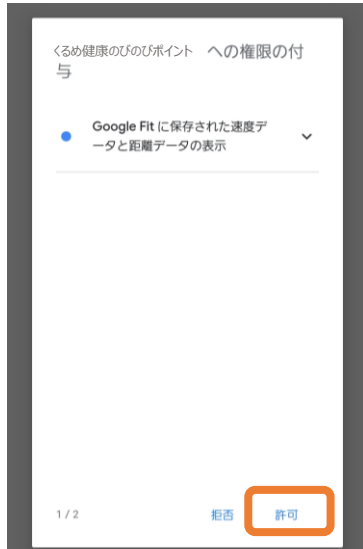 くるめ健康のびのびポイント への権限の付
与
Google Fit に保存された速度デ
ータと距離データの表示
1 / 2
拒否
許可